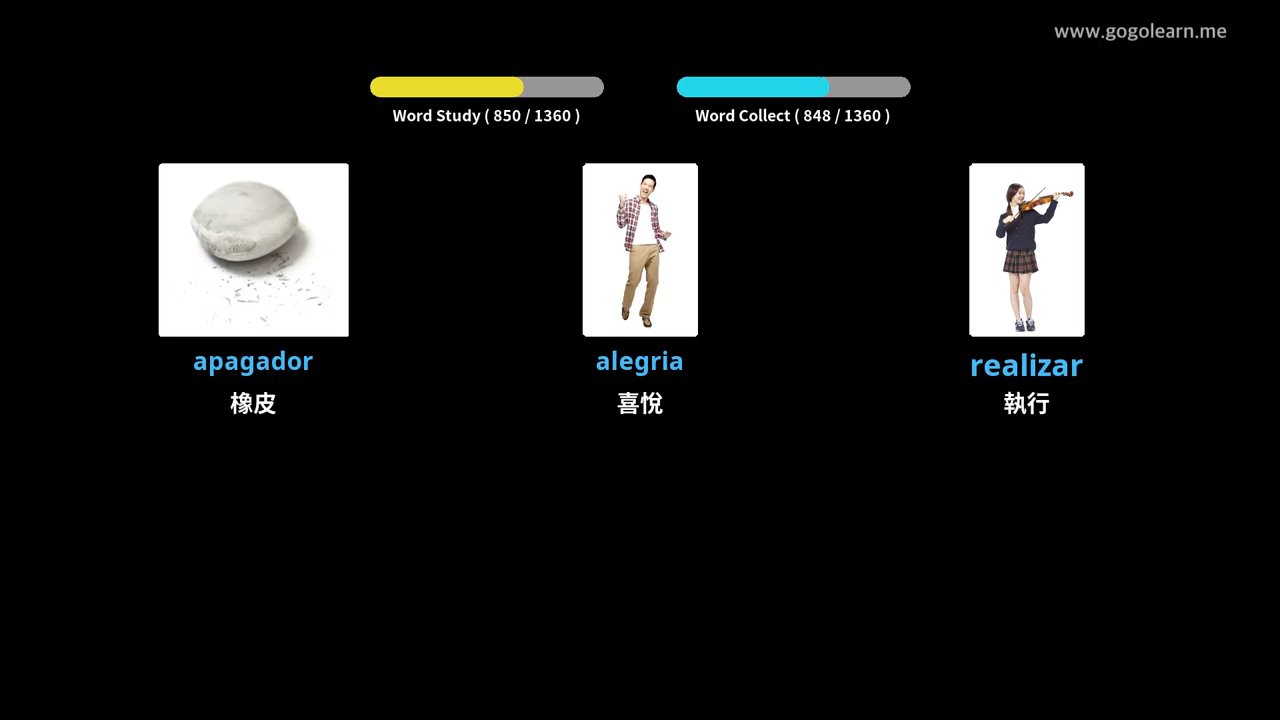 www.gogolearn.me
Word Study ( 850 / 1360 )
Word Collect ( 848 / 1360 )
apagador
橡皮
alegria
喜悅
realizar
執行